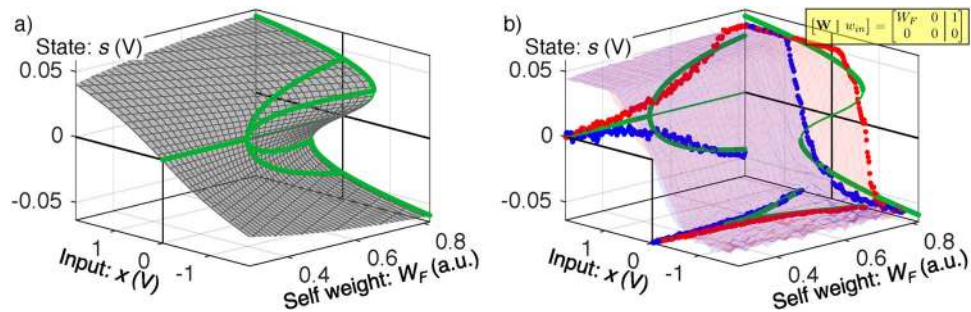 a)
State: s (V)
0.05
0
-0.05
1
0
-1
Input: x (V)
0.4
0.6
0.8
Self weight: W_F (a.u.)
b)
State: s (V)
0.05
0
-0.05
1
0
-1
Input: x (V)
0.4
0.6
0.8
Self weight: W_F (a.u.)
[W | w_in] = [W_F 0 | 1
0 0 | 0]